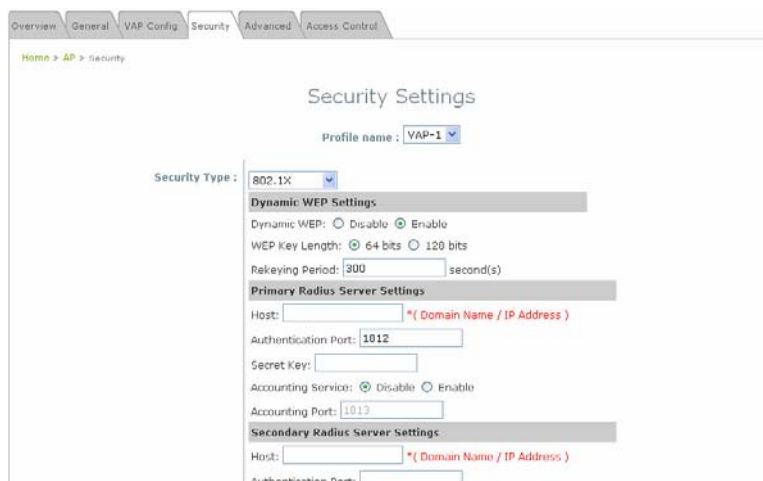 Overview General VAP Config Security Advanced Access Control
Home > AP > Security
Security Settings
Profile name : VAP-1
Security Type : 802.1X
Dynamic WEP Settings
Dynamic WEP: Disable Enable
WEP Key Length: 64 bits 128 bits
Rekeying Period: 300 second(s)
Primary Radius Server Settings
Host: *( Domain Name / IP Address )
Authentication Port: 1812
Secret Key:
Accounting Service: Disable Enable
Accounting Port: 1813
Secondary Radius Server Settings
Host: *( Domain Name / IP Address )
Authentication Port: